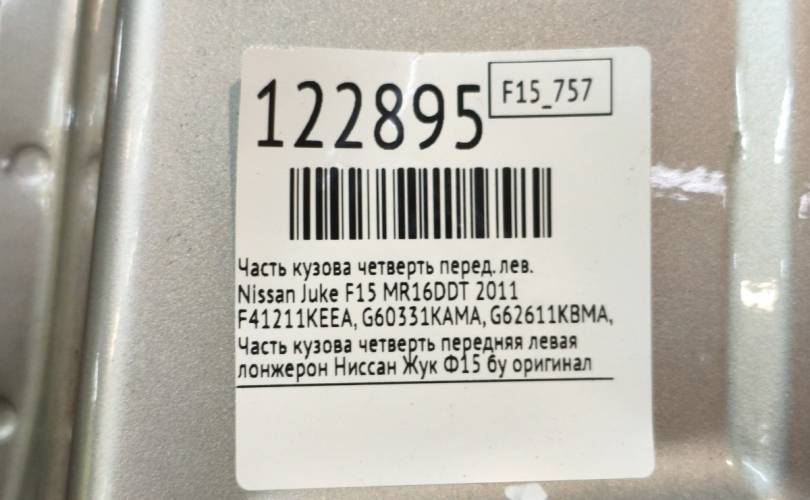 122895
F15_757
Часть кузова четверть перед. лев.
Nissan Juke F15 MR16DDT 2011
F41211KEEA, G60331KAMA, G62611KBMA,
Часть кузова четверть передняя левая
лонжерон Ниссан Жук Ф15 бу оригинал